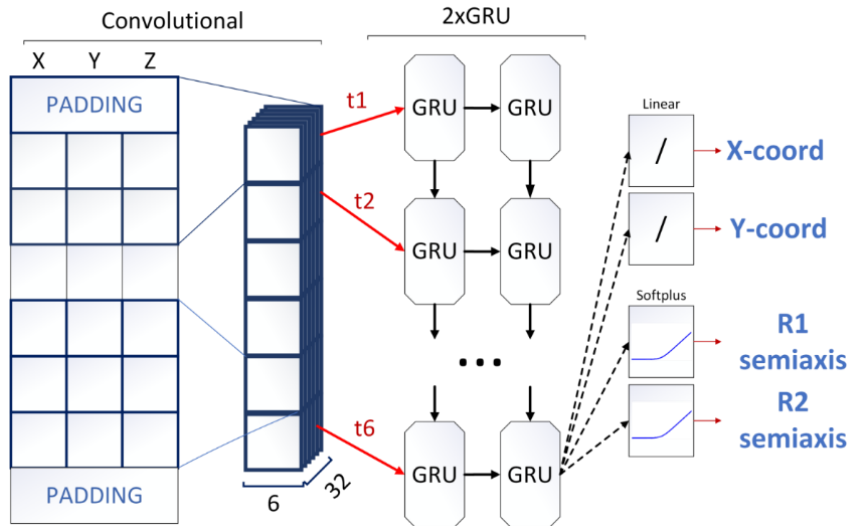 Convolutional
2xGRU
X Y Z
PADDING
t1
GRU GRU
Linear
/
X-coord
t2
GRU GRU
/
Y-coord
Softplus
R1
semiaxis
...
R2
semiaxis
t6
GRU GRU
PADDING
6
32